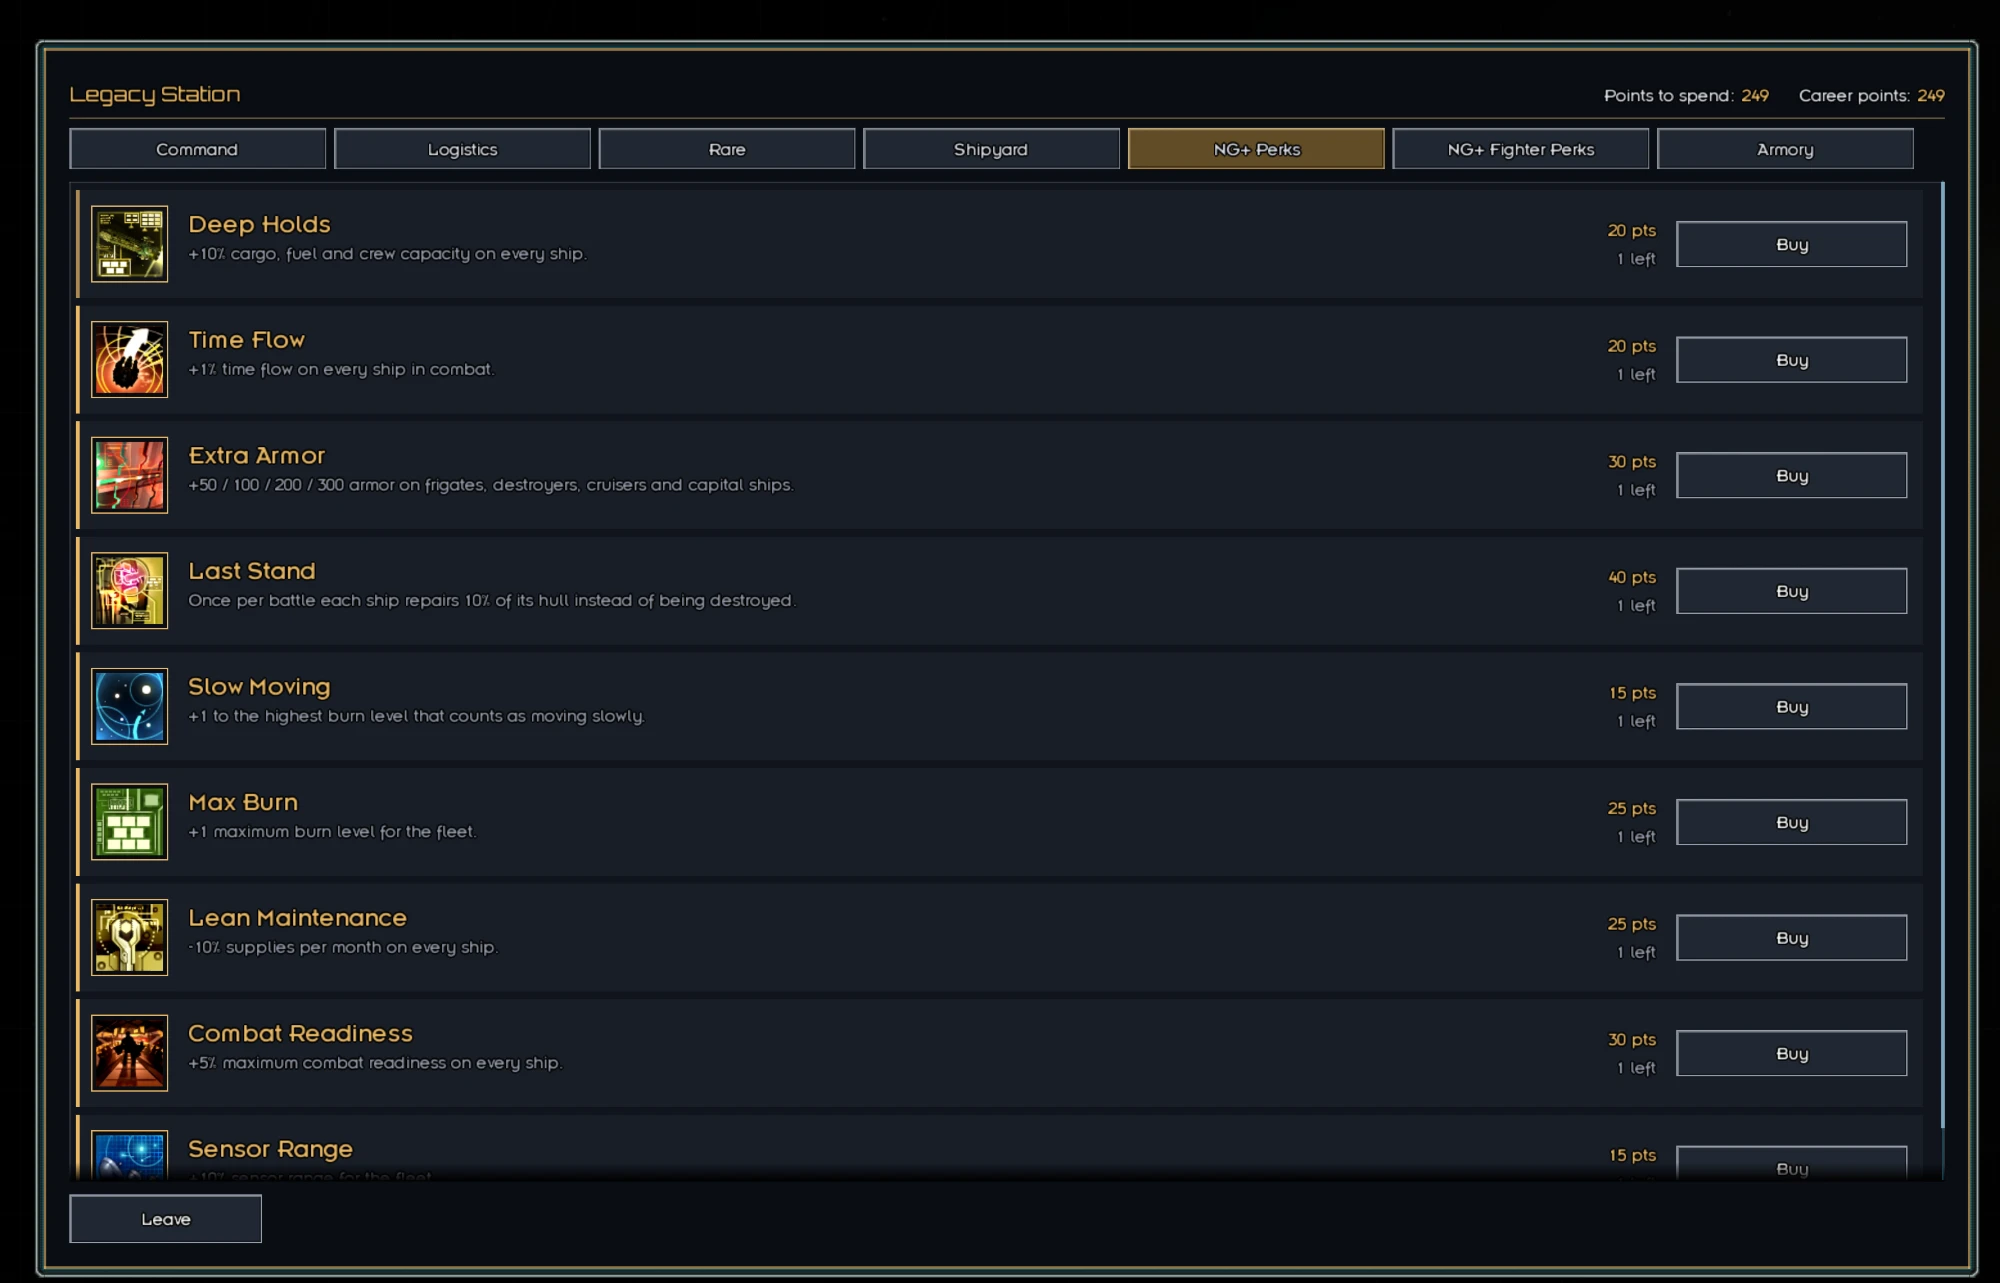 Legacy Station
Points to spend: 249 Career points: 249
Command Logistics Rare Shipyard NG+ Perks NG+ Fighter Perks Armory
Deep Holds
+10% cargo, fuel and crew capacity on every ship.
20 pts
1 left
Buy
Time Flow
+1% time flow on every ship in combat.
20 pts
1 left
Buy
Extra Armor
+50 / 100 / 200 / 300 armor on frigates, destroyers, cruisers and capital ships.
30 pts
1 left
Buy
Last Stand
Once per battle each ship repairs 10% of its hull instead of being destroyed.
40 pts
1 left
Buy
Slow Moving
+1 to the highest burn level that counts as moving slowly.
15 pts
1 left
Buy
Max Burn
+1 maximum burn level for the fleet.
25 pts
1 left
Buy
Lean Maintenance
-10% supplies per month on every ship.
25 pts
1 left
Buy
Combat Readiness
+5% maximum combat readiness on every ship.
30 pts
1 left
Buy
Sensor Range
+10% sensor range for the fleet.
15 pts
Buy
Leave